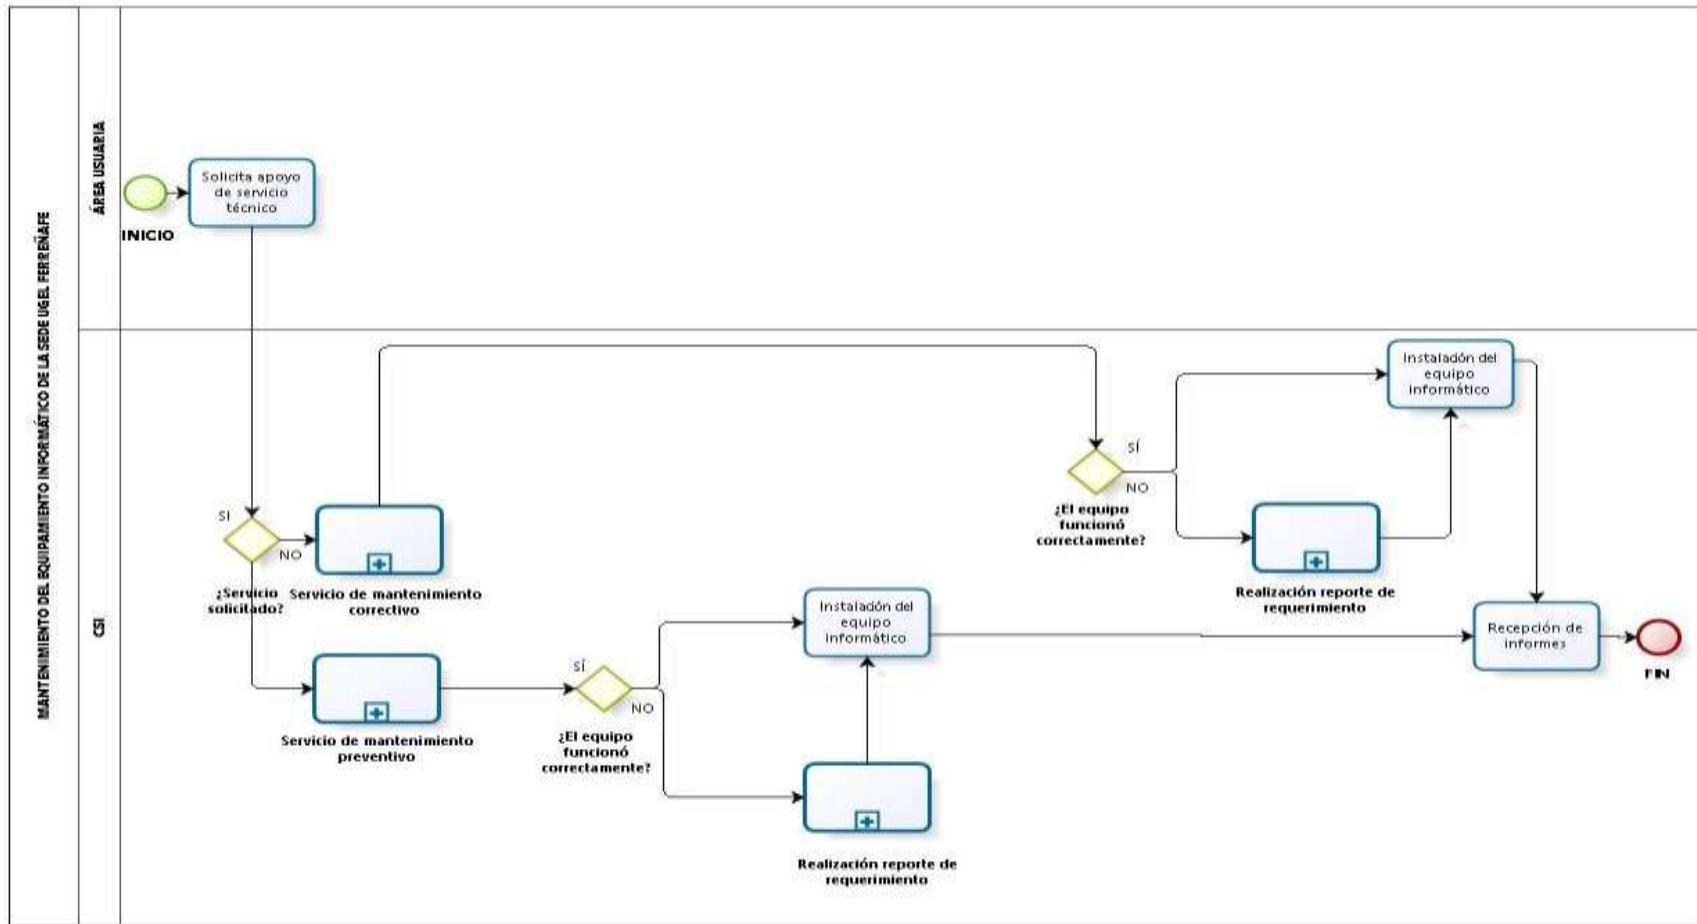 MANTENIMIENTO DEL EQUIPAMIENTO INFORMÁTICO DE LA SEDE UGEL FERREÑAFE
ÁREA USUARIA
INICIO
Solicita apoyo
de servicio
técnico
CSI
SI
NO
¿Servicio
solicitado?
Servicio de mantenimiento
correctivo
Servicio de mantenimiento
preventivo
SÍ
NO
¿El equipo
funcionó
correctamente?
Instalación del
equipo
informático
Realización reporte de
requerimiento
SÍ
NO
¿El equipo
funcionó
correctamente?
Instalación del
equipo
informático
Realización reporte de
requerimiento
Recepción de
informes
FIN